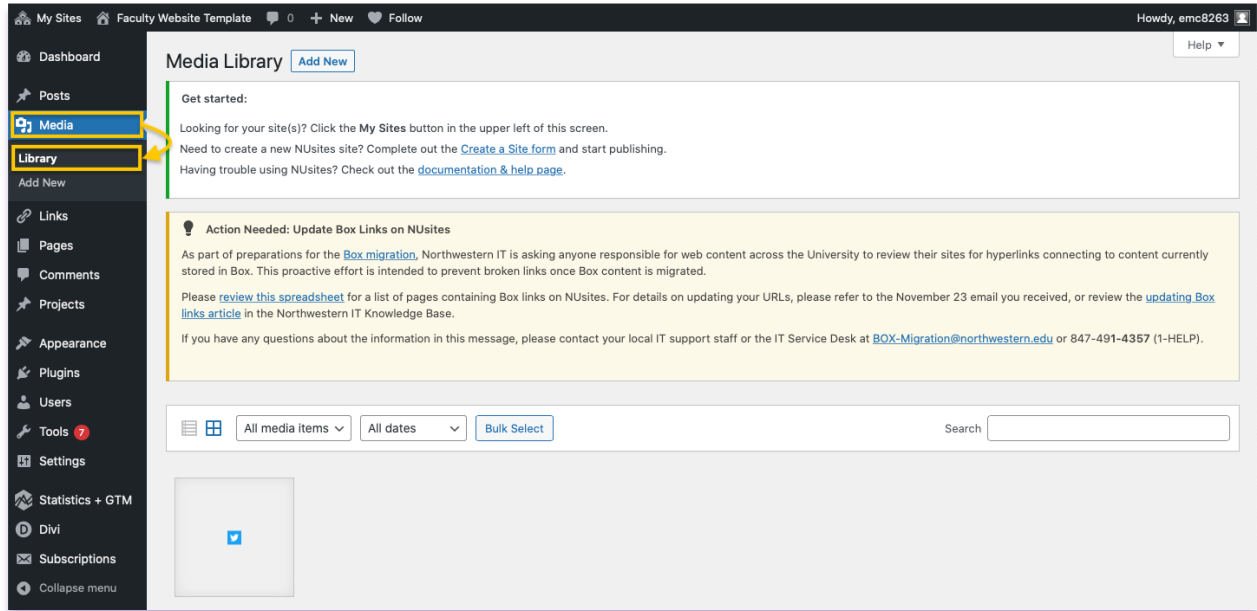 My Sites Faculty Website Template 0 + New Follow Howdy, emc8263
Help ▼
Dashboard
Posts
Media
Library
Add New
Links
Pages
Comments
Projects
Appearance
Plugins
Users
Tools 7
Settings
Statistics + GTM
Divi
Subscriptions
Collapse menu
Media Library Add New
Get started:
Looking for your site(s)? Click the My Sites button in the upper left of this screen.
Need to create a new NUsites site? Complete out the Create a Site form and start publishing.
Having trouble using NUsites? Check out the documentation & help page.
Action Needed: Update Box Links on NUsites
As part of preparations for the Box migration, Northwestern IT is asking anyone responsible for web content across the University to review their sites for hyperlinks connecting to content currently
stored in Box. This proactive effort is intended to prevent broken links once Box content is migrated.
Please review this spreadsheet for a list of pages containing Box links on NUsites. For details on updating your URLs, please refer to the November 23 email you received, or review the updating Box
links article in the Northwestern IT Knowledge Base.
If you have any questions about the information in this message, please contact your local IT support staff or the IT Service Desk at BOX-Migration@northwestern.edu or 847-491-4357 (1-HELP).
All media items All dates Bulk Select Search